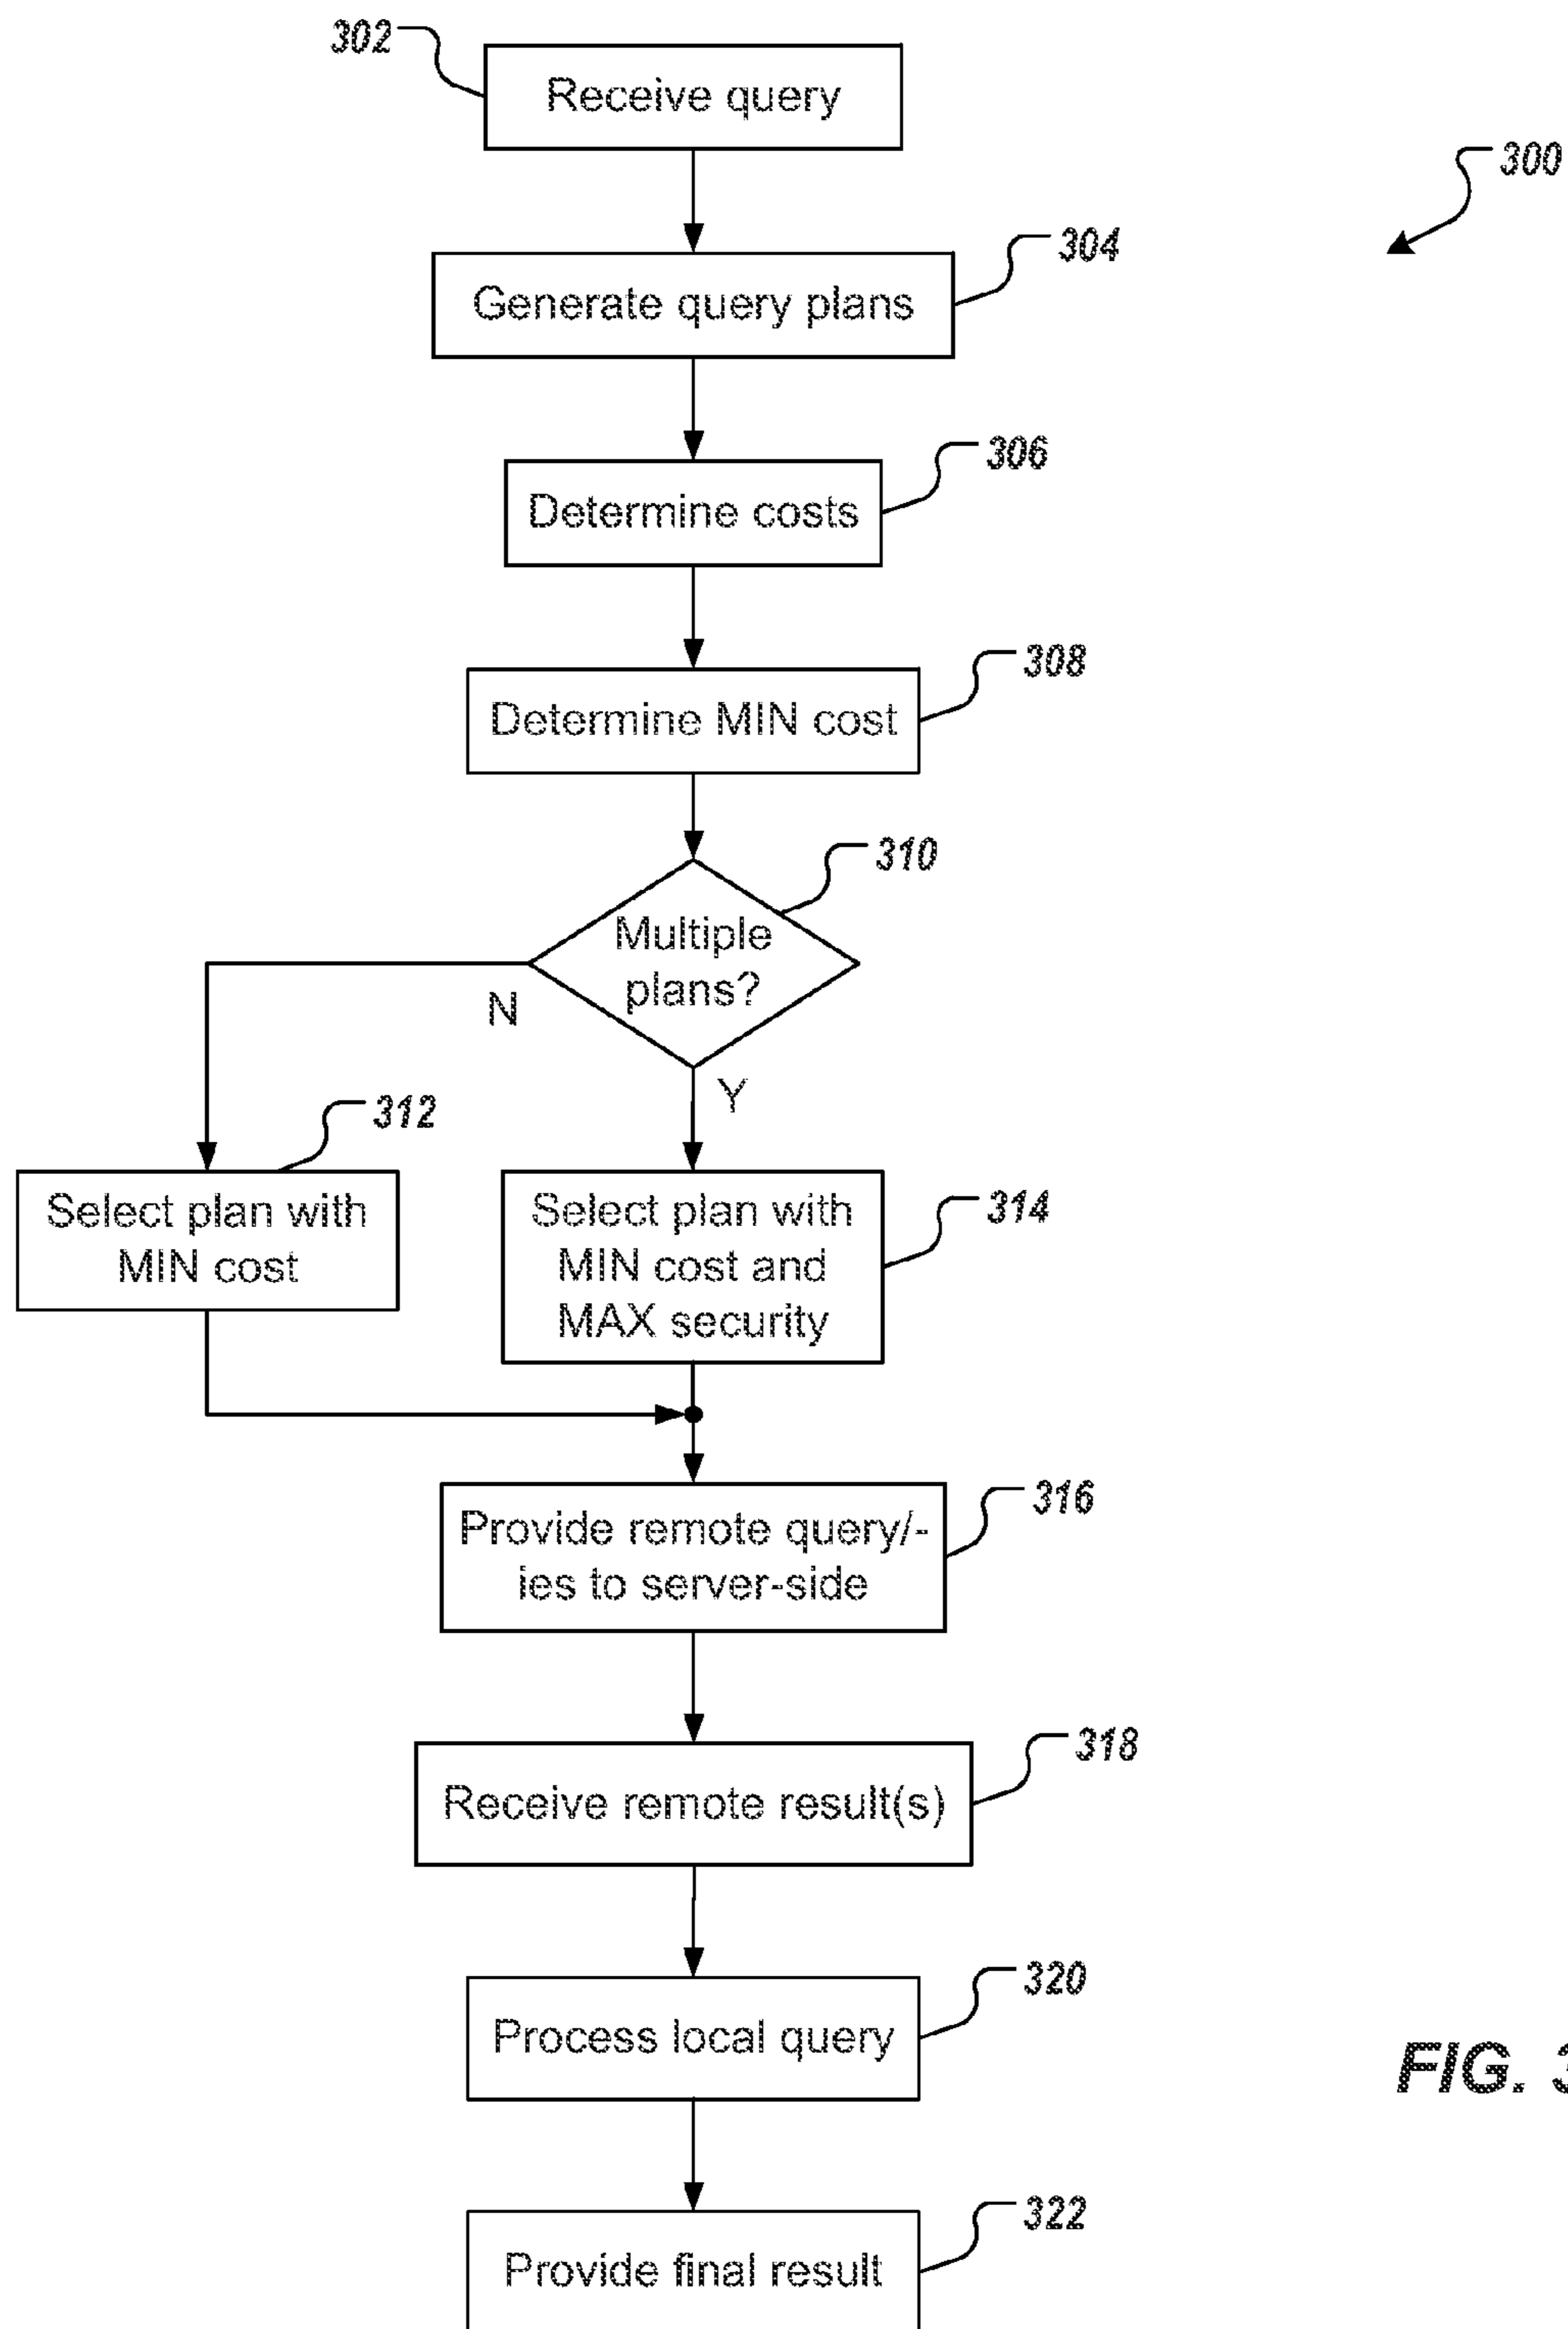 302
Receive query
300
304
Generate query plans
306
Determine costs
308
Determine MIN cost
310
Multiple
plans?
N
Y
312
Select plan with
MIN cost
314
Select plan with
MIN cost and
MAX security
316
Provide remote query/-
ies to server-side
318
Receive remote result(s)
320
Process local query
FIG. 3
322
Provide final result